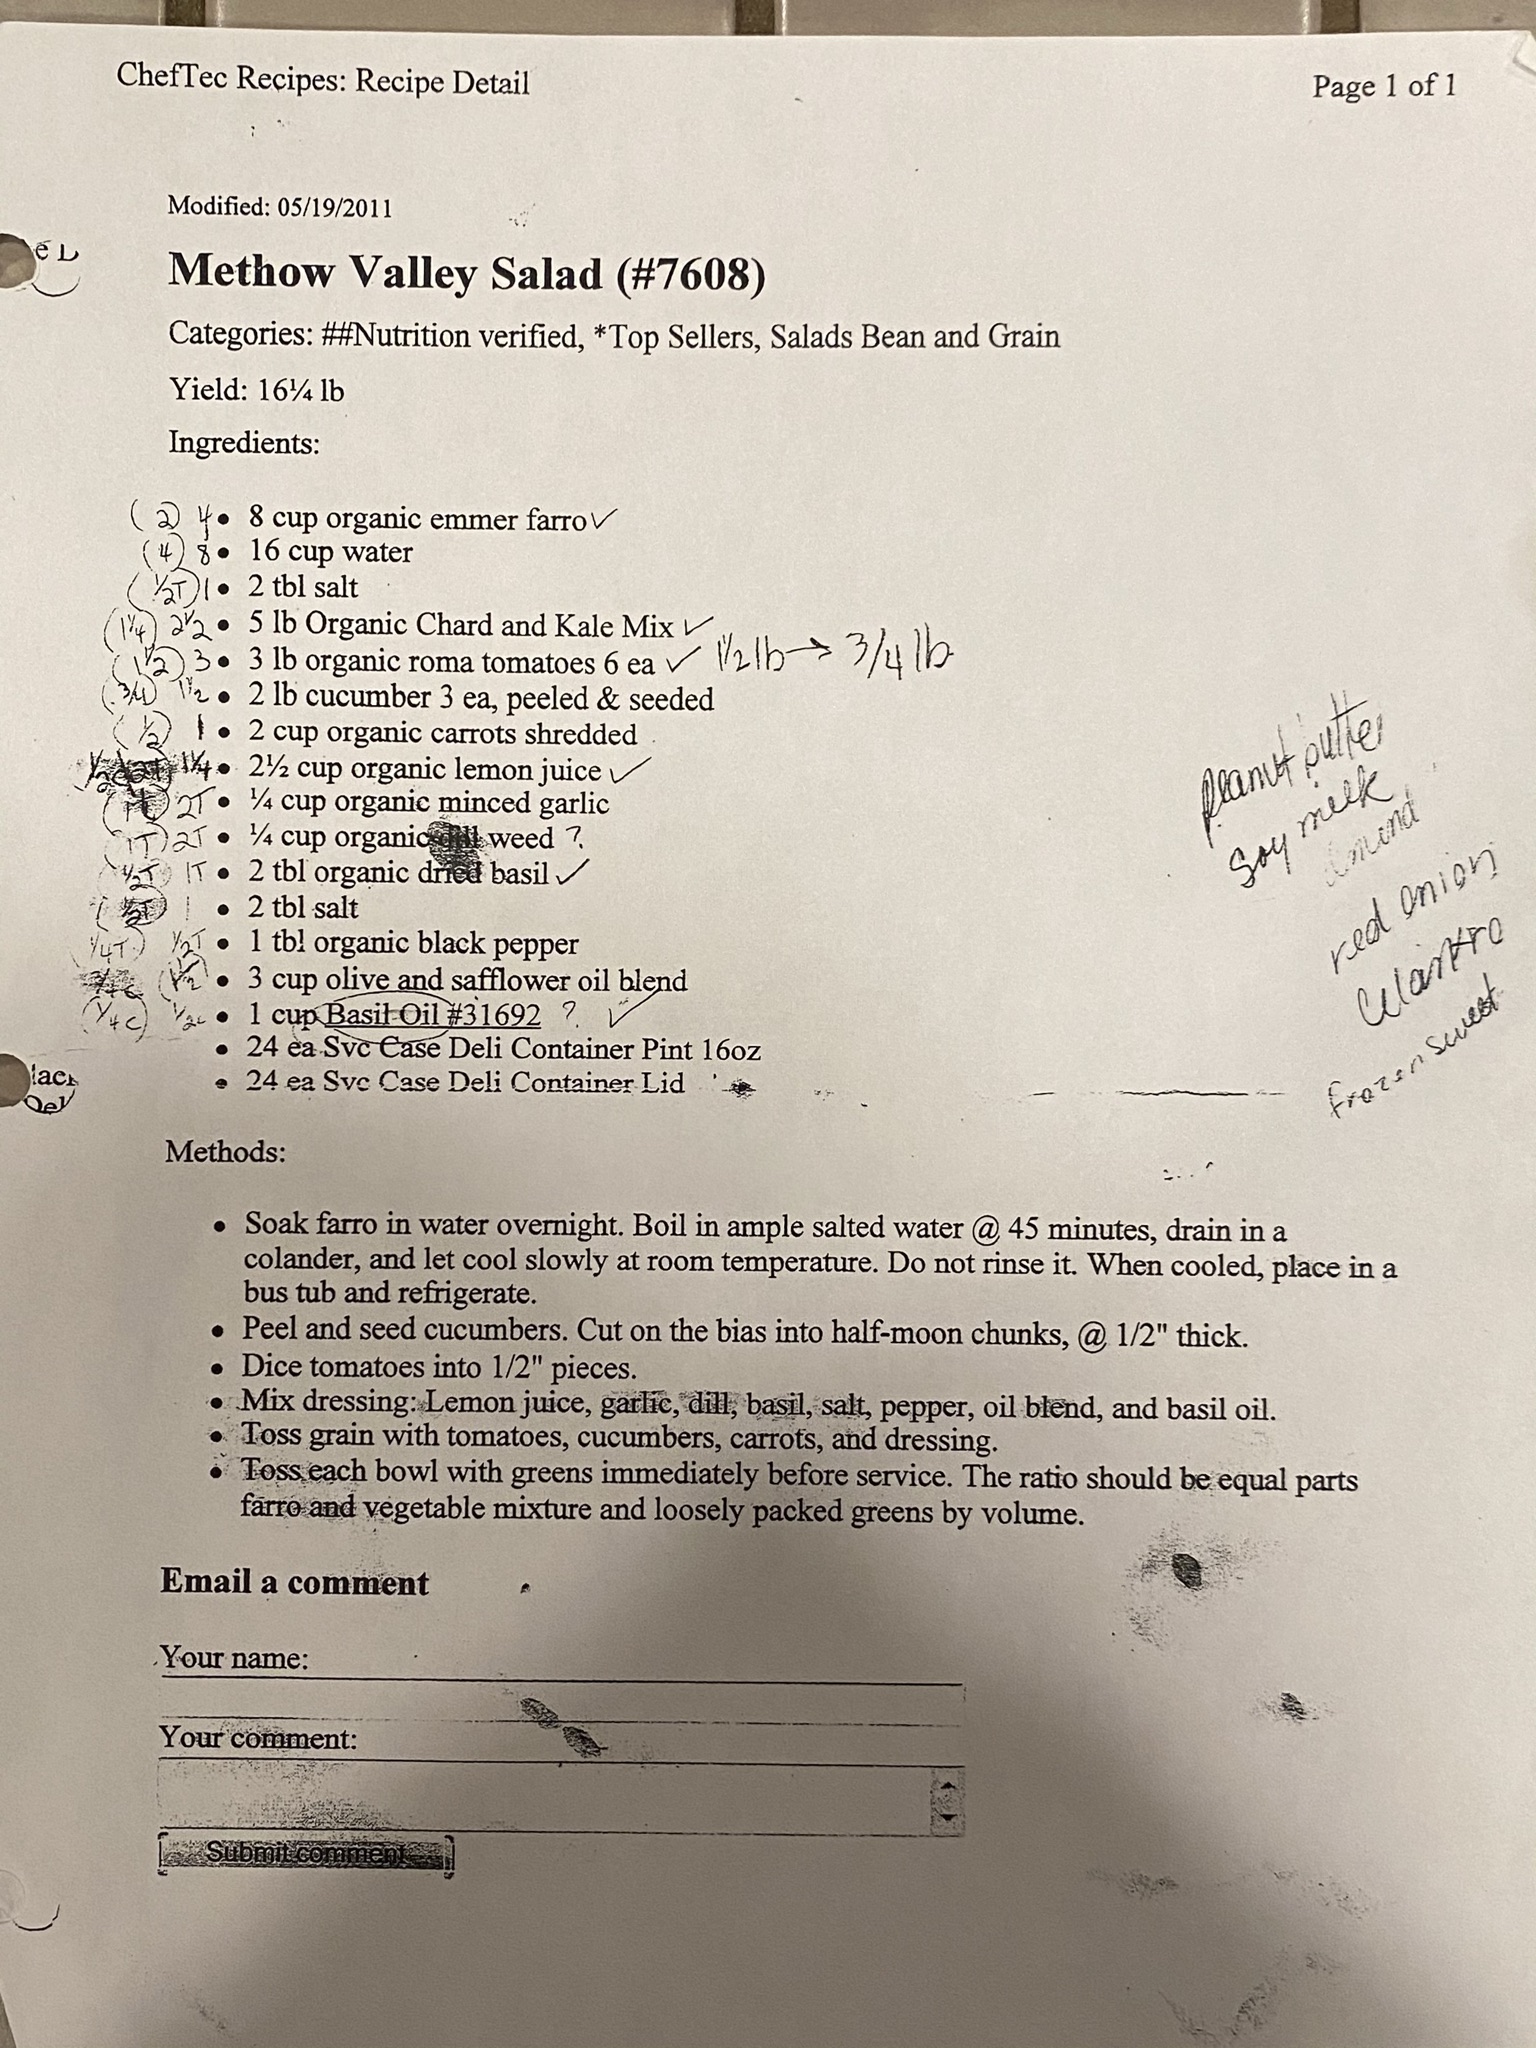 ChefTec Recipes: Recipe Detail Page 1 of 1
Modified: 05/19/2011
Methow Valley Salad (#7608)
Categories: ##Nutrition verified, *Top Sellers, Salads Bean and Grain
Yield: 16¼ lb
Ingredients:
(2) 4 • 8 cup organic emmer farro ✓
(4) 8 • 16 cup water
(½T) 1 • 2 tbl salt
(1¼) 2½ • 5 lb Organic Chard and Kale Mix ✓
(1½) 3 • 3 lb organic roma tomatoes 6 ea ✓ 1½ lb → 3/4 lb
(3/4) 1½ • 2 lb cucumber 3 ea, peeled & seeded
(½) 1 • 2 cup organic carrots shredded
1¼ • 2½ cup organic lemon juice ✓
2T • ¼ cup organic minced garlic
(1T) 2T • ¼ cup organic dill weed ?
(½T) 1T • 2 tbl organic dried basil ✓
½T 1 • 2 tbl salt
(¼T) ½T • 1 tbl organic black pepper
1½ • 3 cup olive and safflower oil blend
(¼c) ½c • 1 cup Basil Oil #31692 ? ✓
• 24 ea Svc Case Deli Container Pint 16oz
• 24 ea Svc Case Deli Container Lid
Peanut butter
Soy milk
red onion
Cilantro
frozen sweet
Methods:
• Soak farro in water overnight. Boil in ample salted water @ 45 minutes, drain in a
colander, and let cool slowly at room temperature. Do not rinse it. When cooled, place in a
bus tub and refrigerate.
• Peel and seed cucumbers. Cut on the bias into half-moon chunks, @ 1/2" thick.
• Dice tomatoes into 1/2" pieces.
• Mix dressing: Lemon juice, garlic, dill, basil, salt, pepper, oil blend, and basil oil.
• Toss grain with tomatoes, cucumbers, carrots, and dressing.
• Toss each bowl with greens immediately before service. The ratio should be equal parts
farro and vegetable mixture and loosely packed greens by volume.
Email a comment
Your name:
Your comment:
Submit comment